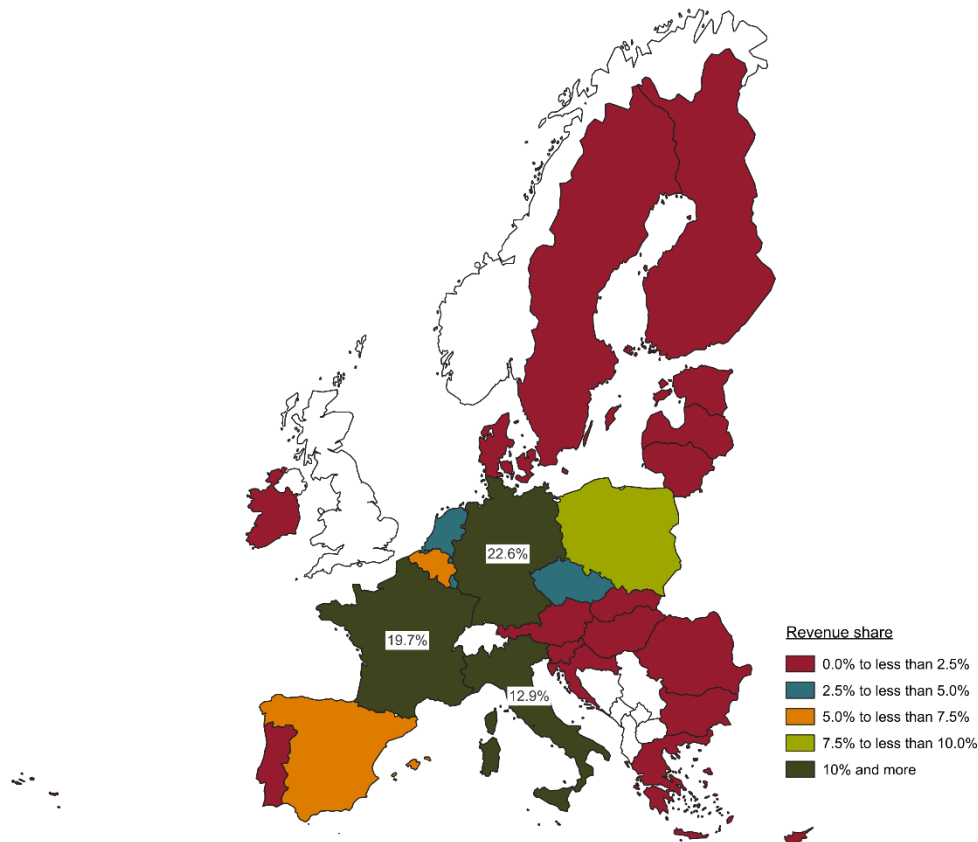 22.6%
19.7%
12.9%
Revenue share
0.0% to less than 2.5%
2.5% to less than 5.0%
5.0% to less than 7.5%
7.5% to less than 10.0%
10% and more